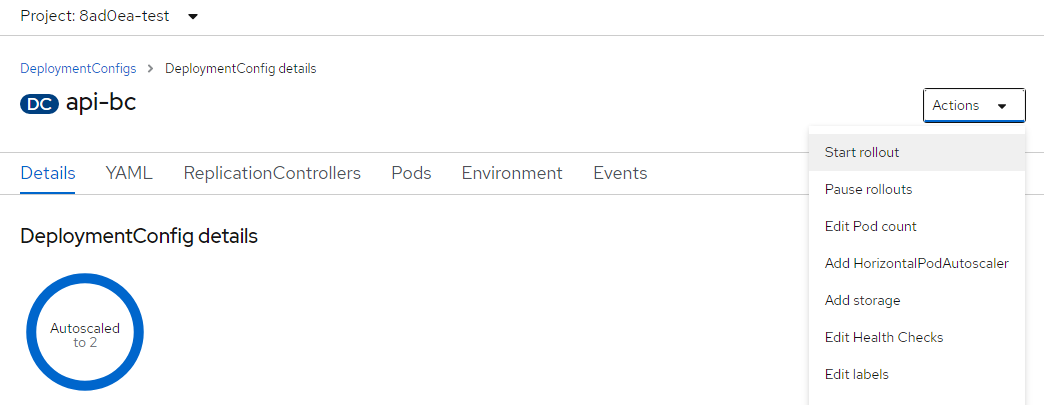 Project: 8ad0ea-test
DeploymentConfigs > DeploymentConfig details
DC api-bc
Actions
Start rollout
Pause rollouts
Edit Pod count
Add HorizontalPodAutoscaler
Add storage
Edit Health Checks
Edit labels
Details YAML ReplicationControllers Pods Environment Events
DeploymentConfig details
Autoscaled
to 2